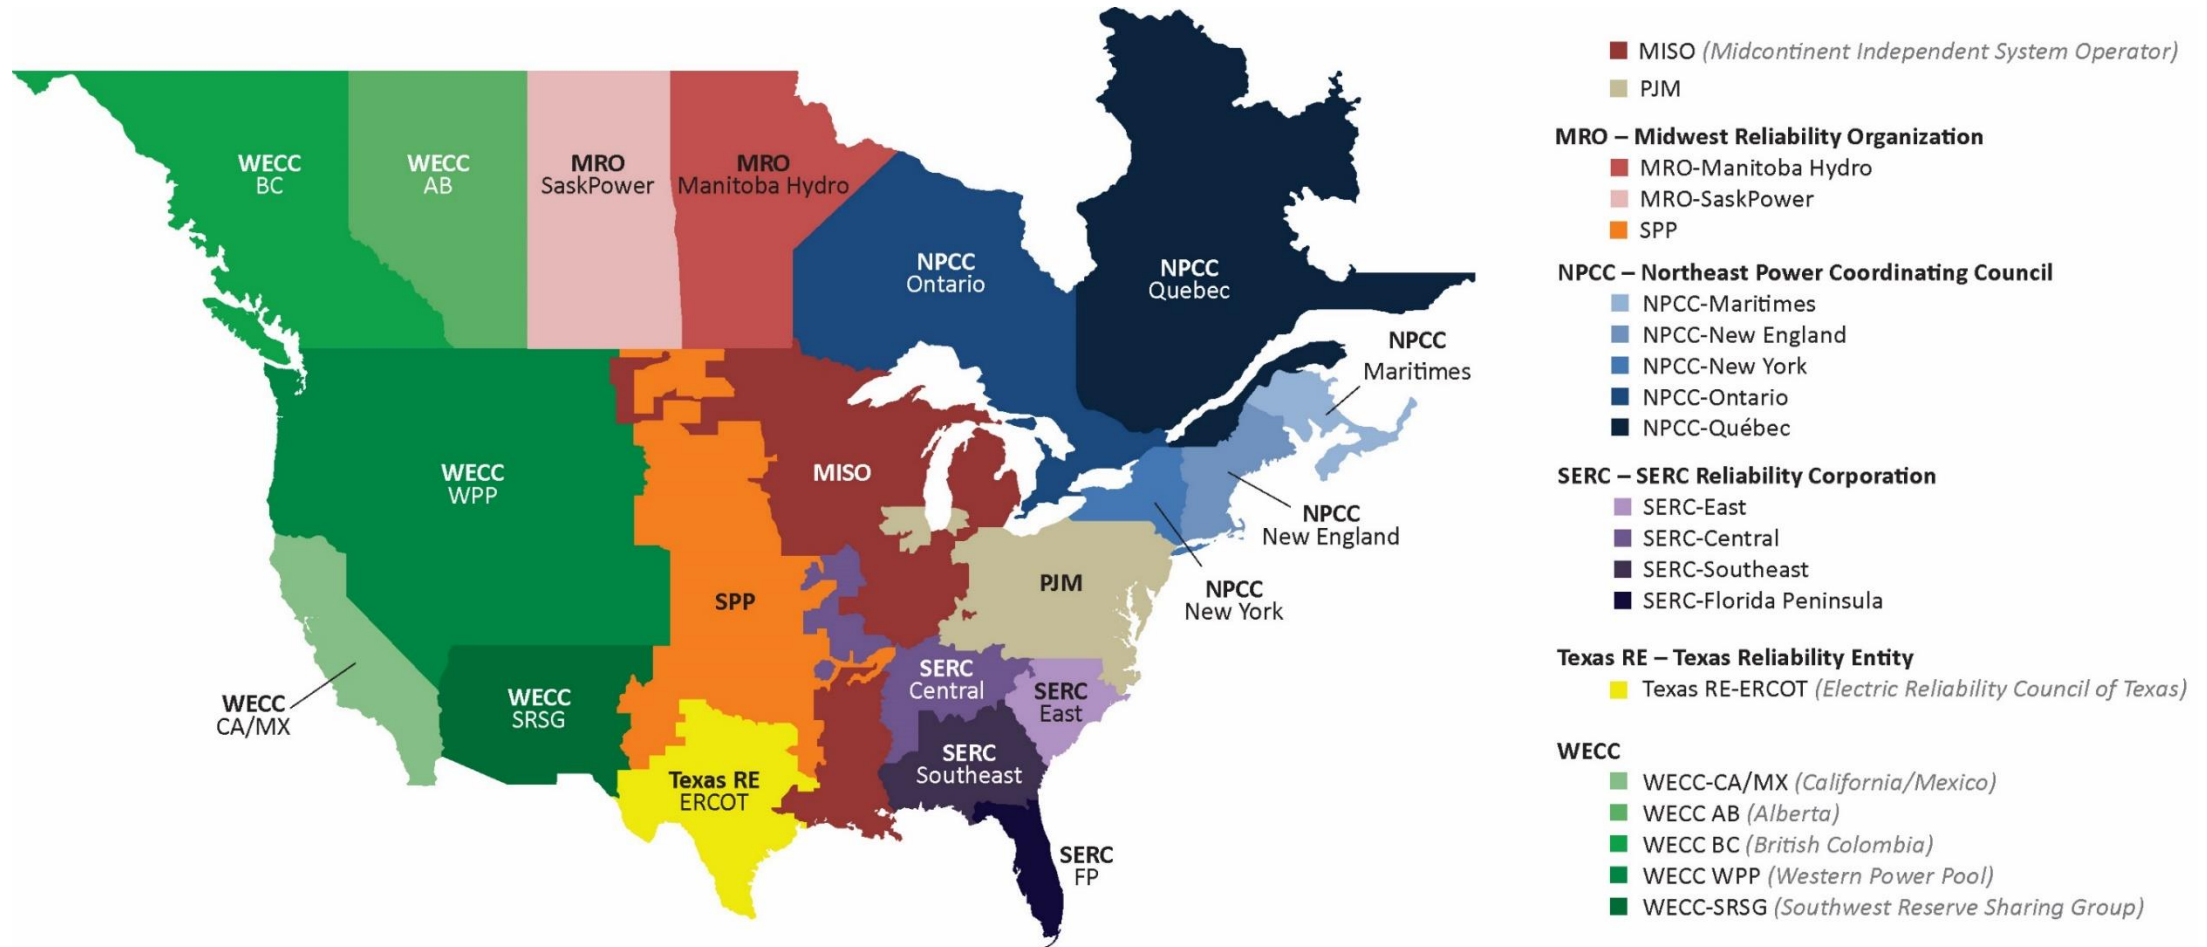 WECC
BC
WECC
AB
MRO
SaskPower
MRO
Manitoba Hydro
NPCC
Ontario
NPCC
Quebec
NPCC
Maritimes
WECC
WPP
MISO
NPCC
New England
SPP
PJM
NPCC
New York
WECC
CA/MX
WECC
SRSG
SERC
Central
SERC
East
SERC
Southeast
Texas RE
ERCOT
SERC
FP
MISO (Midcontinent Independent System Operator)
PJM
MRO – Midwest Reliability Organization
MRO-Manitoba Hydro
MRO-SaskPower
SPP
NPCC – Northeast Power Coordinating Council
NPCC-Maritimes
NPCC-New England
NPCC-New York
NPCC-Ontario
NPCC-Québec
SERC – SERC Reliability Corporation
SERC-East
SERC-Central
SERC-Southeast
SERC-Florida Peninsula
Texas RE – Texas Reliability Entity
Texas RE-ERCOT (Electric Reliability Council of Texas)
WECC
WECC-CA/MX (California/Mexico)
WECC AB (Alberta)
WECC BC (British Colombia)
WECC WPP (Western Power Pool)
WECC-SRSG (Southwest Reserve Sharing Group)